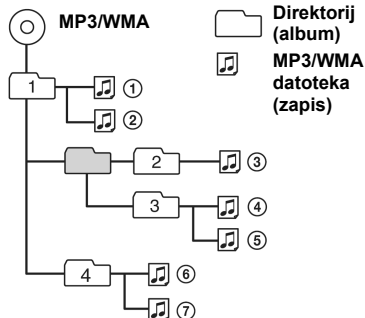 MP3/WMA
Direktorij
(album)
MP3/WMA
datoteka
(zapis)
1
①
②
2
③
3
④
⑤
4
⑥
⑦